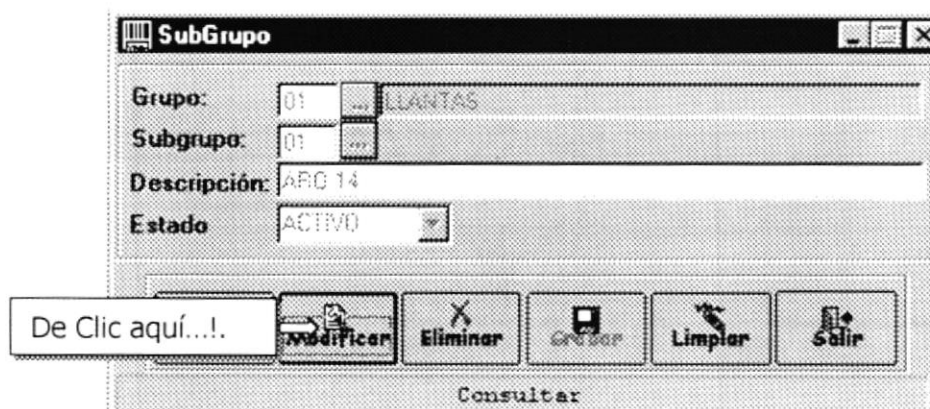 SubGrupo
Grupo: 01 ... LLANTAS
Subgrupo: 01 ...
Descripción: ARO 14
Estado ACTIVO
De Clic aquí...!.
Modificar Eliminar Grabar Limpiar Salir
Consultar